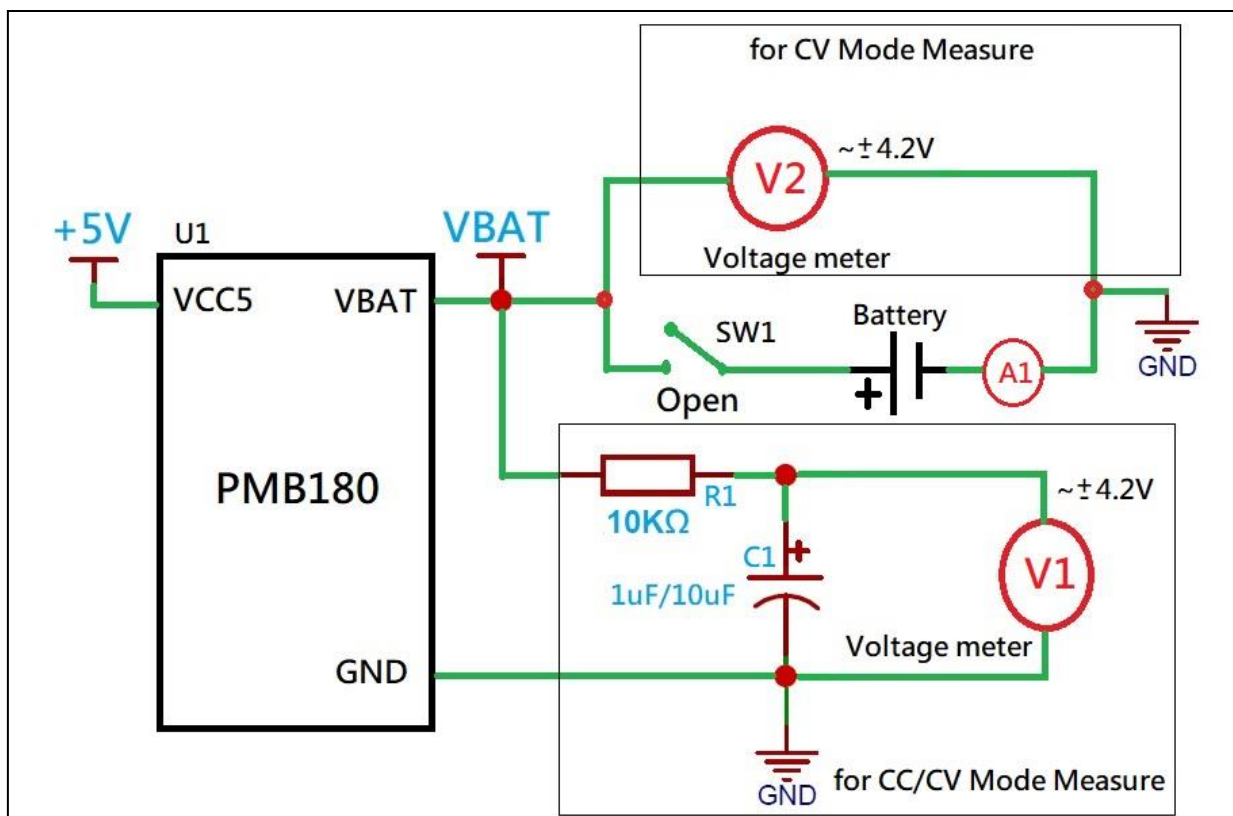 for CV Mode Measure
V2
~±4.2V
Voltage meter
+5V
U1
VBAT
VCC5
VBAT
SW1
Open
Battery
+
A1
GND
PMB180
GND
10KΩ
R1
C1
+
1uF/10uF
~±4.2V
V1
Voltage meter
GND
for CC/CV Mode Measure